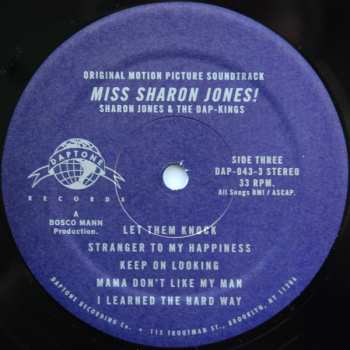 ORIGINAL MOTION PICTURE SOUNDTRACK
MISS SHARON JONES!
SHARON JONES & THE DAP-KINGS
DAPTONE
RECORDS
A
BOSCO MANN
Production.
SIDE THREE
DAP-043-3 STEREO
33 RPM.
All Songs BMI / ASCAP.
LET THEM KNOCK
STRANGER TO MY HAPPINESS
KEEP ON LOOKING
MAMA DON'T LIKE MY MAN
I LEARNED THE HARD WAY
DAPTONE RECORDING Co. • 115 TROUTMAN ST., BROOKLYN, NY 11206